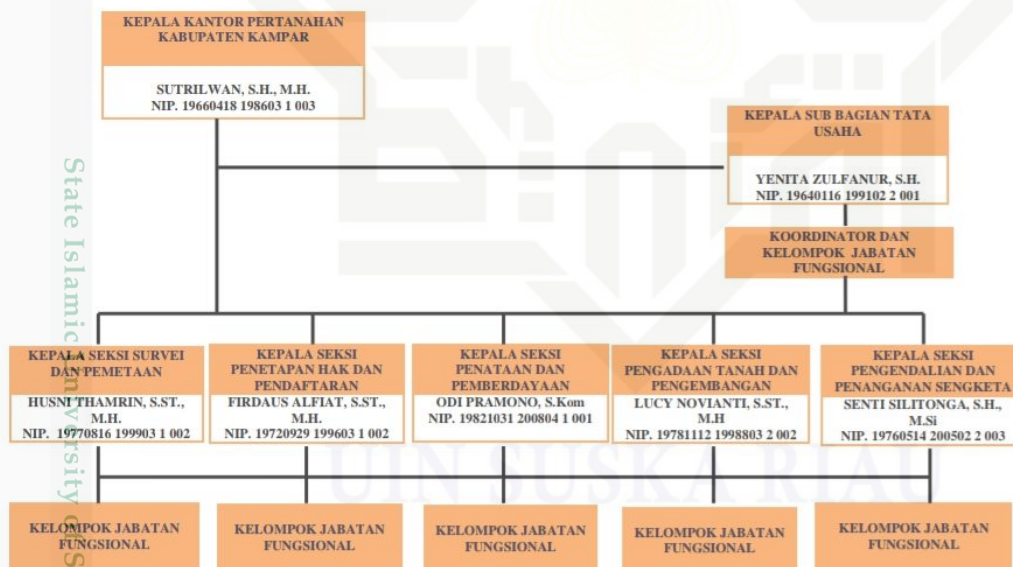 KEPALA KANTOR PERTANAHAN
KABUPATEN KAMPAR
SUTRILWAN, S.H., M.H.
NIP. 19660418 198603 1 003
KEPALA SUB BAGIAN TATA
USAHA
YENITA ZULFANUR, S.H.
NIP. 19640116 199102 2 001
KOORDINATOR DAN
KELOMPOK JABATAN
FUNGSIONAL
KEPALA SEKSI SURVEI
DAN PEMETAAN
HUSNI THAMRIN, S.ST.,
M.H.
NIP. 19770816 199903 1 002
KEPALA SEKSI
PENETAPAN HAK DAN
PENDAFTARAN
FIRDAUS ALFIAT, S.ST.,
M.H.
NIP. 19720929 199603 1 002
KEPALA SEKSI
PENATAAN DAN
PEMBERDAYAAN
ODI PRAMONO, S.Kom
NIP. 19821031 200804 1 001
KEPALA SEKSI
PENGADAAN TANAH DAN
PENGEMBANGAN
LUCY NOVIANTI, S.ST.,
M.H
NIP. 19781112 1998803 2 002
KEPALA SEKSI
PENGENDALIAN DAN
PENANGANAN SENGKETA
SENTI SILITONGA, S.H.,
M.Si
NIP. 19760514 200502 2 003
KELOMPOK JABATAN
FUNGSIONAL
KELOMPOK JABATAN
FUNGSIONAL
KELOMPOK JABATAN
FUNGSIONAL
KELOMPOK JABATAN
FUNGSIONAL
KELOMPOK JABATAN
FUNGSIONAL
State Islamic University of S
UIN SUSKA RIAU